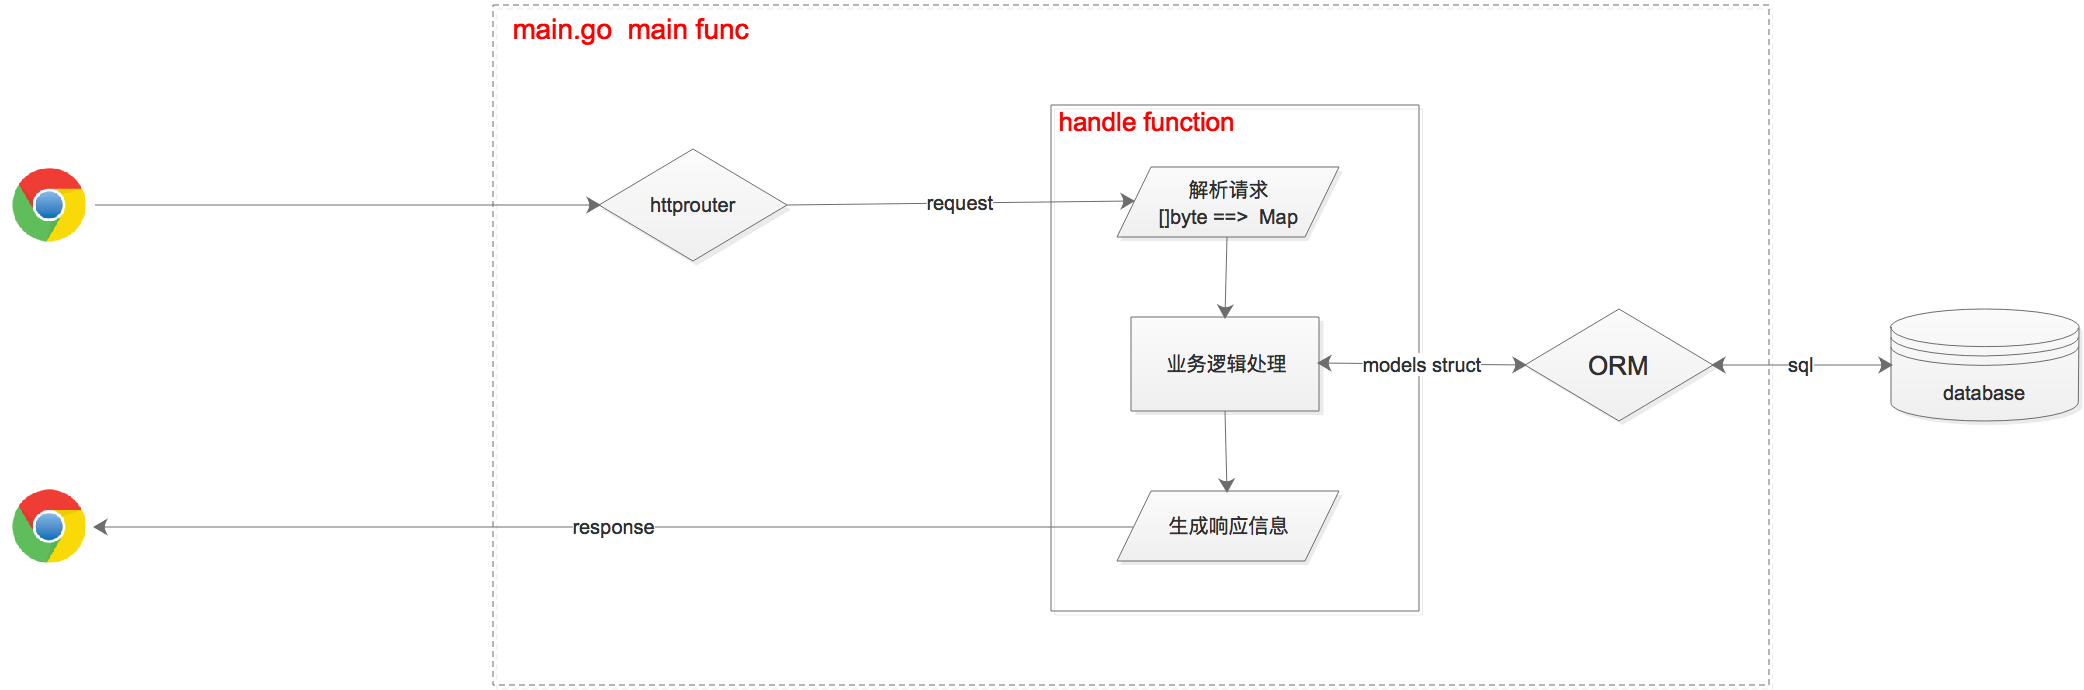 main.go  main func
handle function
httprouter
request
解析请求
[]byte ==>  Map
业务逻辑处理
models struct
ORM
sql
database
response
生成响应信息